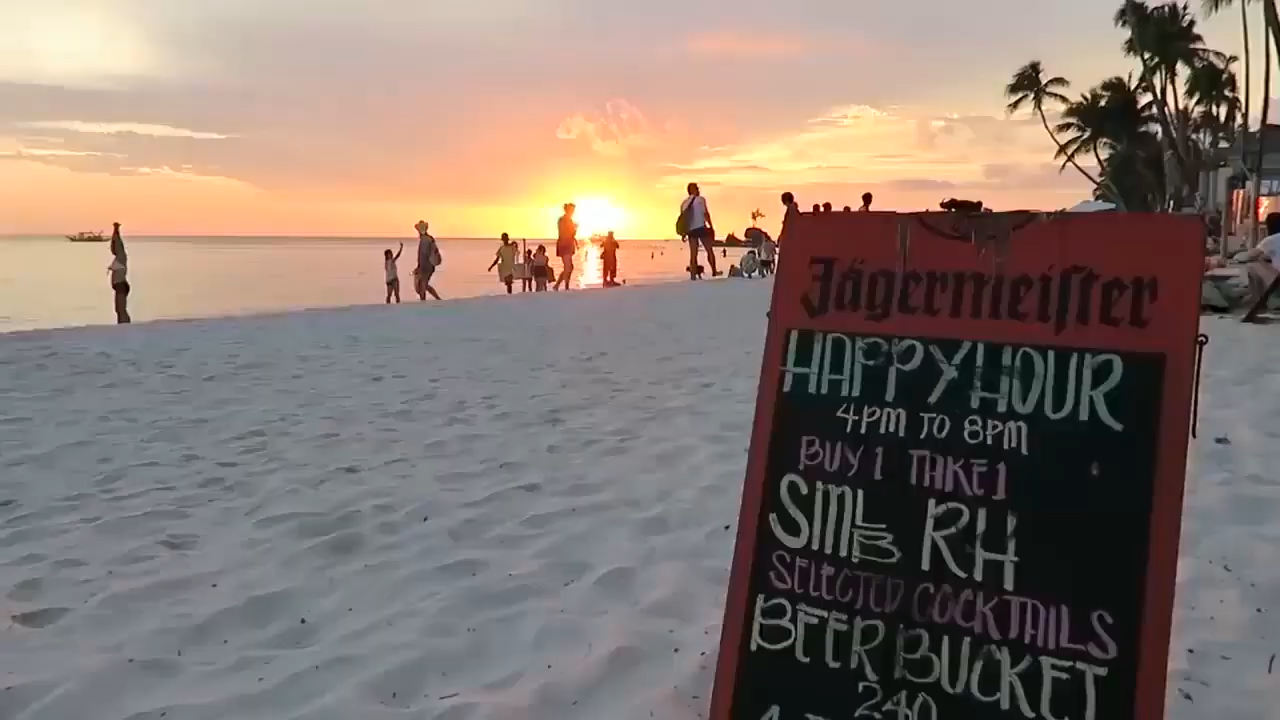 Jägermeiſter
HAPPY HOUR
4PM TO 8PM
BUY 1 TAKE 1
SML B RH
SELECTED COCKTAILS
BEER BUCKET
240